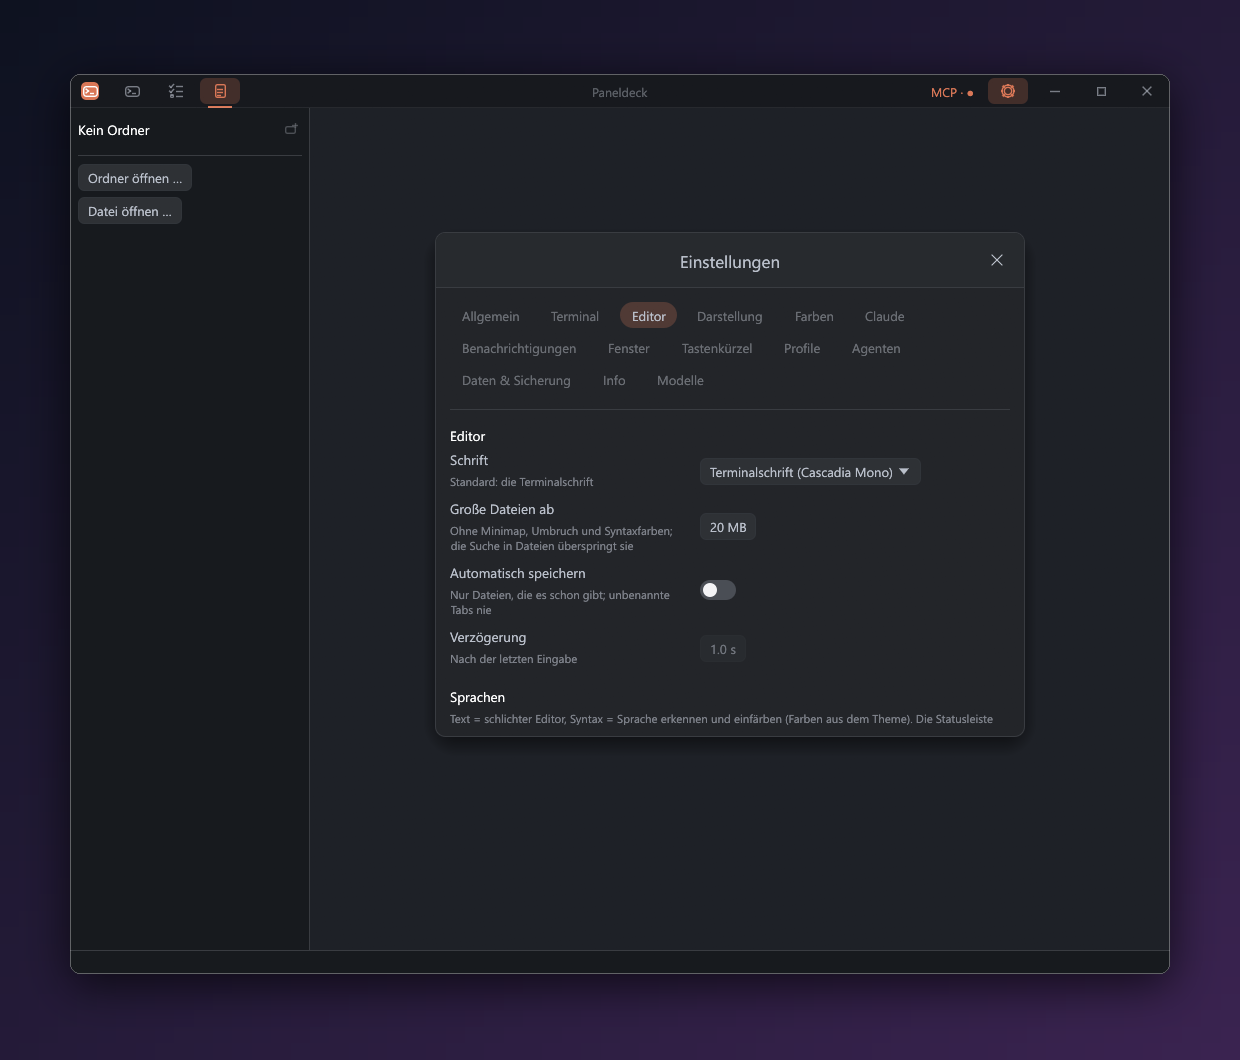 Paneldeck
MCP ·
Kein Ordner
Ordner öffnen ...
Datei öffnen ...
Einstellungen
Allgemein Terminal Editor Darstellung Farben Claude
Benachrichtigungen Fenster Tastenkürzel Profile Agenten
Daten & Sicherung Info Modelle
Editor
Schrift
Standard: die Terminalschrift
Terminalschrift (Cascadia Mono)
Große Dateien ab
Ohne Minimap, Umbruch und Syntaxfarben;
die Suche in Dateien überspringt sie
20 MB
Automatisch speichern
Nur Dateien, die es schon gibt; unbenannte
Tabs nie
Verzögerung
Nach der letzten Eingabe
1.0 s
Sprachen
Text = schlichter Editor, Syntax = Sprache erkennen und einfärben (Farben aus dem Theme). Die Statusleiste